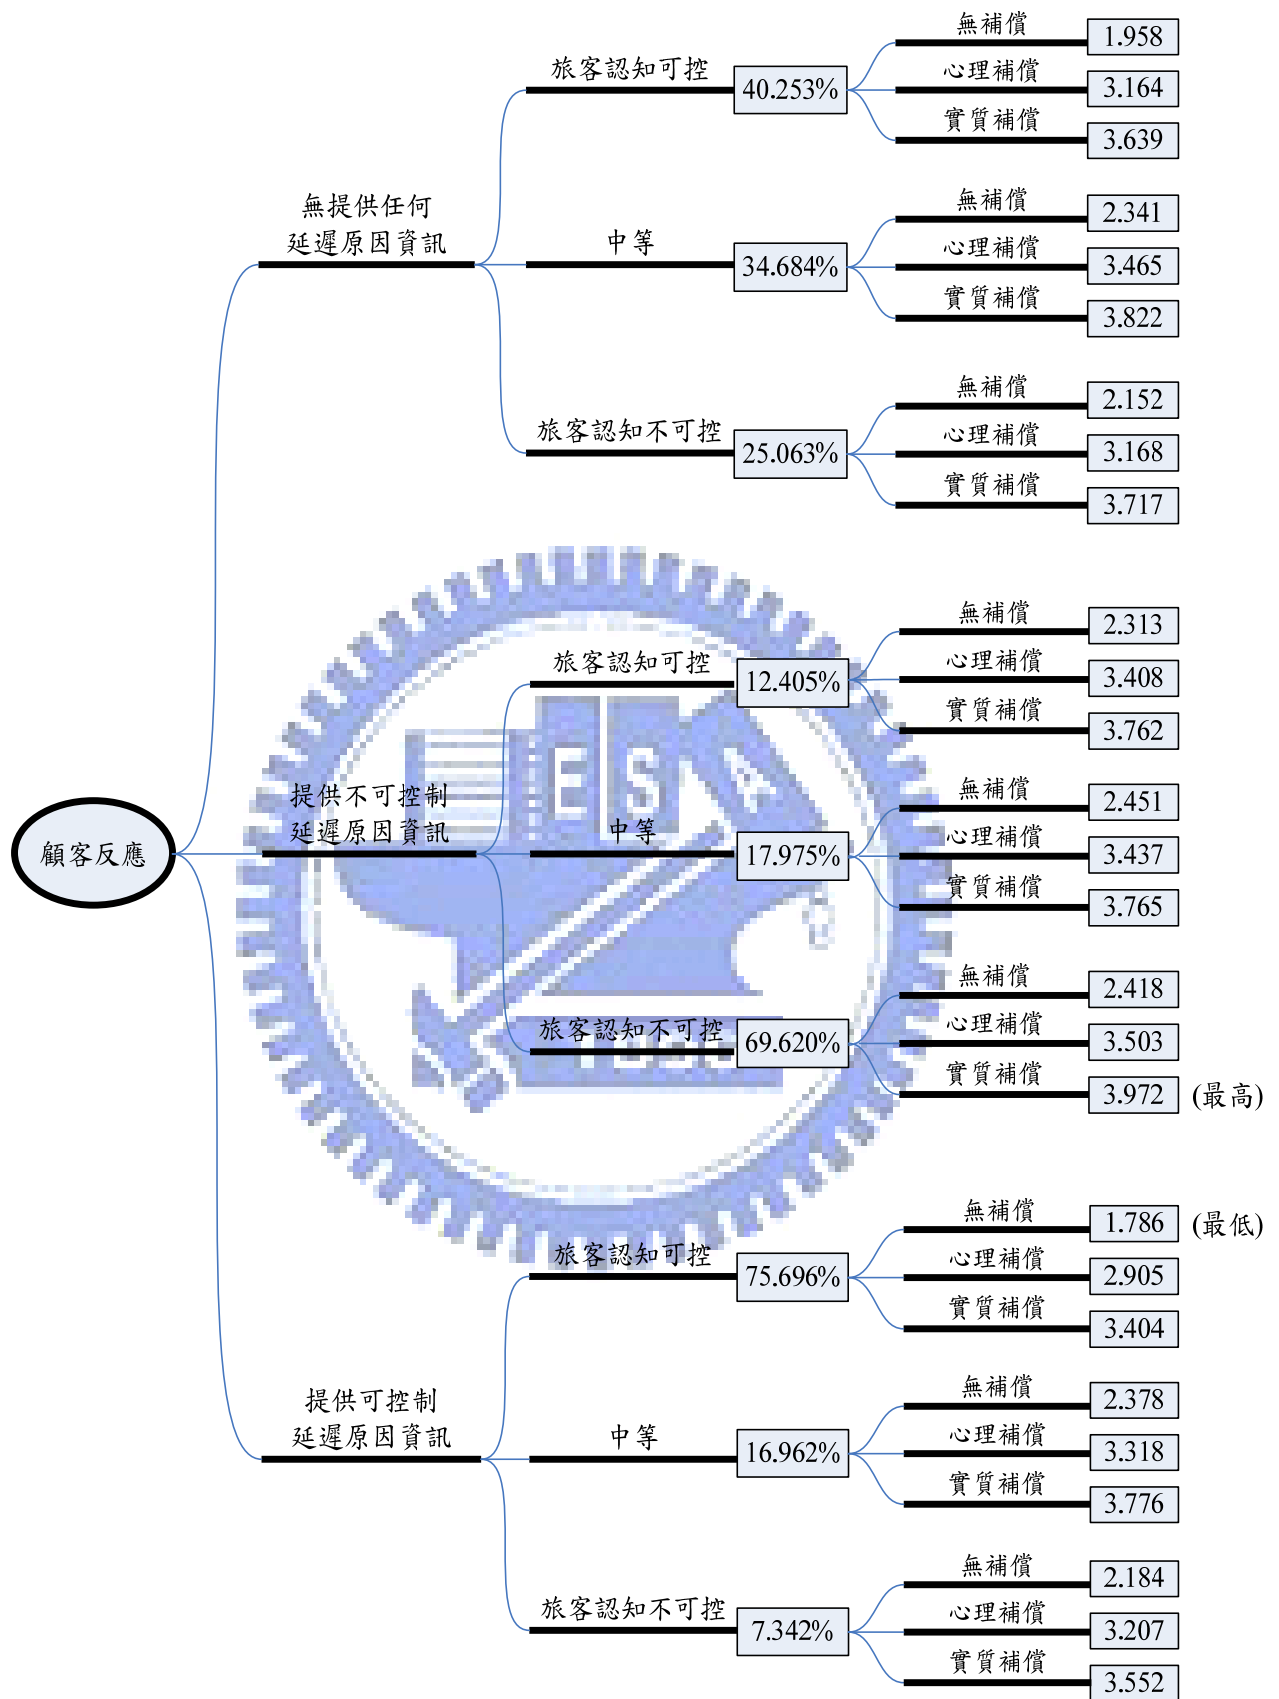 無補償
1.958
旅客認知可控
40.253%
心理補償
3.164
實質補償
3.639
無提供任何
延遲原因資訊
中等
34.684%
無補償
2.341
心理補償
3.465
實質補償
3.822
旅客認知不可控
25.063%
無補償
2.152
心理補償
3.168
實質補償
3.717
顧客反應
提供不可控制
延遲原因資訊
旅客認知可控
12.405%
無補償
2.313
心理補償
3.408
實質補償
3.762
中等
17.975%
無補償
2.451
心理補償
3.437
實質補償
3.765
旅客認知不可控
69.620%
無補償
2.418
心理補償
3.503
實質補償
3.972 (最高)
提供可控制
延遲原因資訊
旅客認知可控
75.696%
無補償
1.786 (最低)
心理補償
2.905
實質補償
3.404
中等
16.962%
無補償
2.378
心理補償
3.318
實質補償
3.776
旅客認知不可控
7.342%
無補償
2.184
心理補償
3.207
實質補償
3.552
E S A